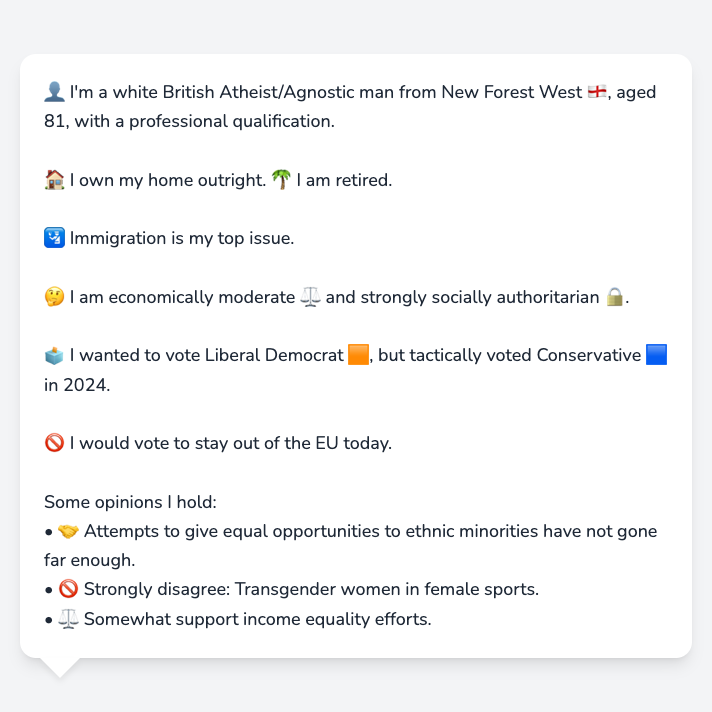 👤 I'm a white British Atheist/Agnostic man from New Forest West 🏴󠁧󠁢󠁥󠁮󠁧󠁿, aged
81, with a professional qualification.
🏠 I own my home outright. 🌴 I am retired.
🛂 Immigration is my top issue.
🤔 I am economically moderate ⚖️ and strongly socially authoritarian 🔒.
🗳️ I wanted to vote Liberal Democrat 🟧, but tactically voted Conservative 🟦
in 2024.
🚫 I would vote to stay out of the EU today.
Some opinions I hold:
• 🤝 Attempts to give equal opportunities to ethnic minorities have not gone
far enough.
• 🚫 Strongly disagree: Transgender women in female sports.
• ⚖️ Somewhat support income equality efforts.